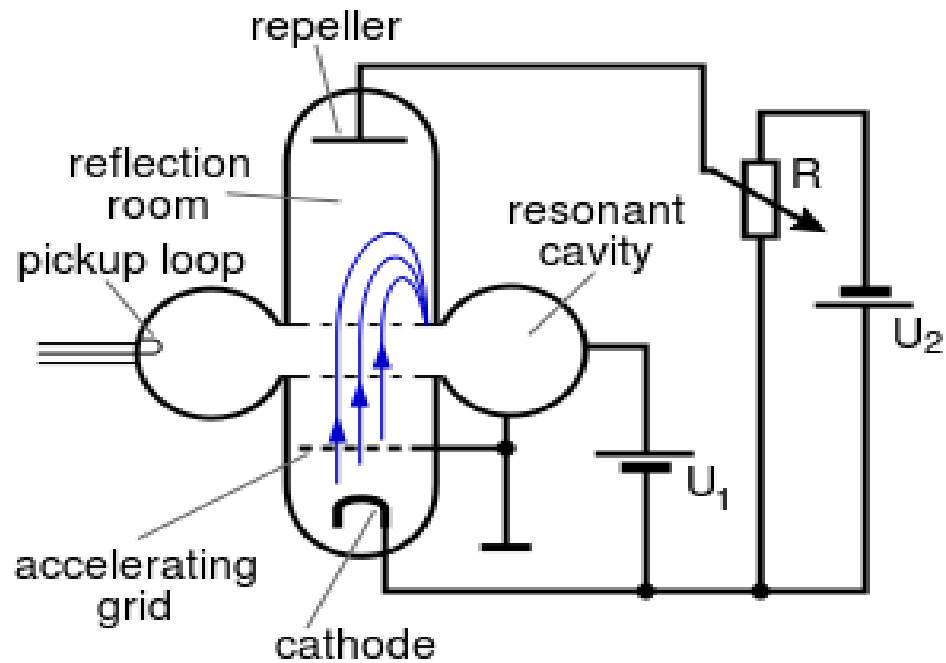 repeller
reflection
room
R
resonant
cavity
pickup loop
U2
U1
accelerating
grid
cathode